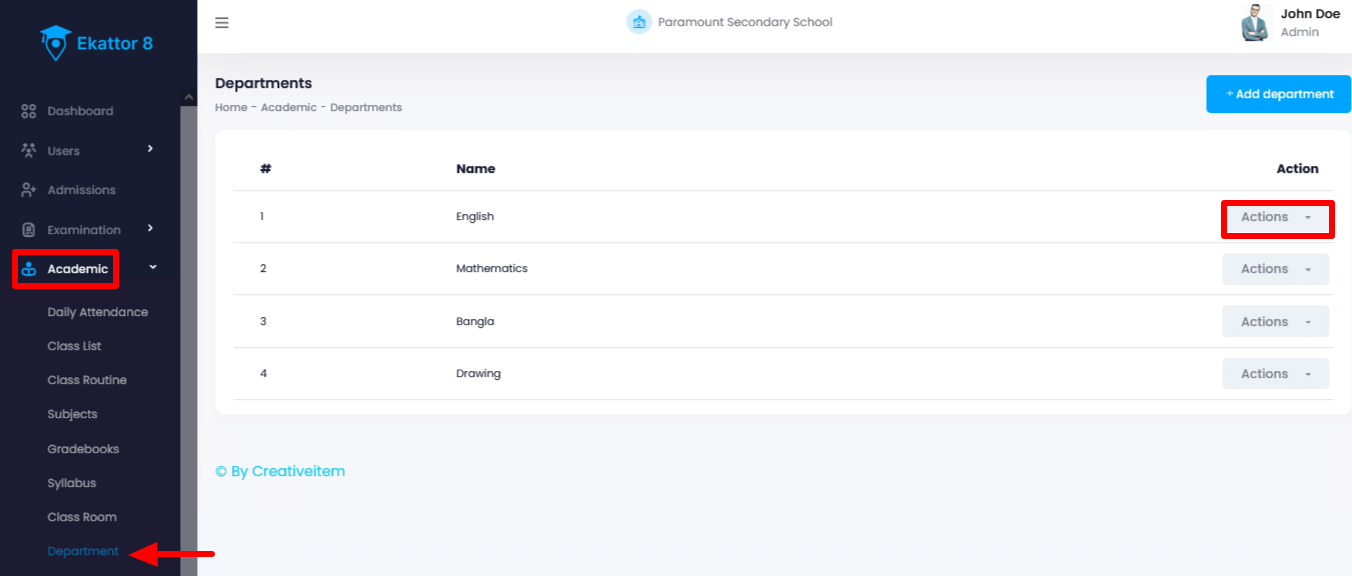 Ekattor 8
Paramount Secondary School
John Doe
Admin
Dashboard
Users
Admissions
Examination
Academic
Daily Attendance
Class List
Class Routine
Subjects
Gradebooks
Syllabus
Class Room
Department
Departments
Home - Academic - Departments
+ Add department
# Name Action
1 English Actions
2 Mathematics Actions
3 Bangla Actions
4 Drawing Actions
© By Creativeitem